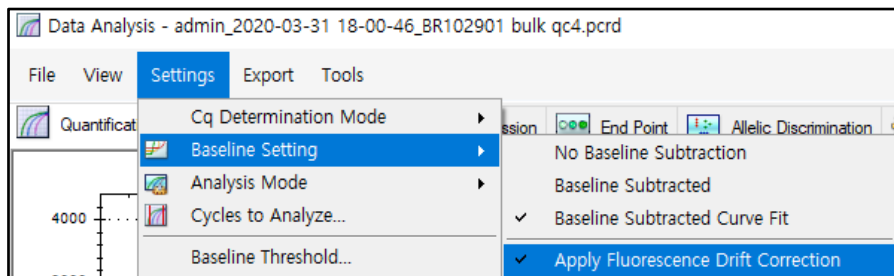 Data Analysis - admin_2020-03-31 18-00-46_BR102901 bulk qc4.pcrd
File View Settings Export Tools
End Point Allelic Discrimination
Cq Determination Mode
Baseline Setting
Analysis Mode
Cycles to Analyze...
Baseline Threshold...
No Baseline Subtraction
Baseline Subtracted
Baseline Subtracted Curve Fit
Apply Fluorescence Drift Correction
4000